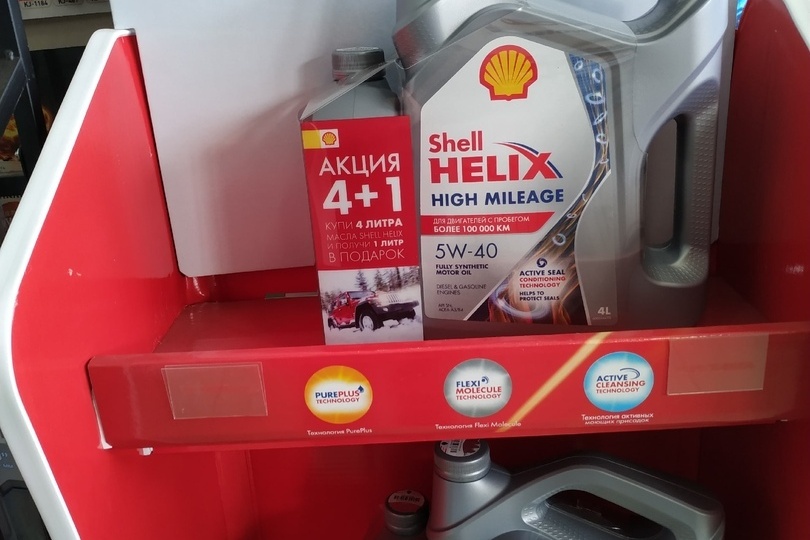 KJ-1184
АКЦИЯ
4+1
КУПИ 4 ЛИТРА
МАСЛА SHELL HELIX
И ПОЛУЧИ 1 ЛИТР
В ПОДАРОК
Shell
HELIX
HIGH MILEAGE
ДЛЯ ДВИГАТЕЛЕЙ С ПРОБЕГОМ
БОЛЕЕ 100 000 КМ
5W-40
FULLY SYNTHETIC
MOTOR OIL
DIESEL & GASOLINE
ENGINES
ACTIVE SEAL
CONDITIONING
TECHNOLOGY
HELPS TO
PROTECT SEALS
4L
PUREPLUS
TECHNOLOGY
Технология PurePlus
FLEXI
MOLECULE
TECHNOLOGY
Технология Flexi Molecule
ACTIVE
CLEANSING
TECHNOLOGY
Технология активных
моющих присадок